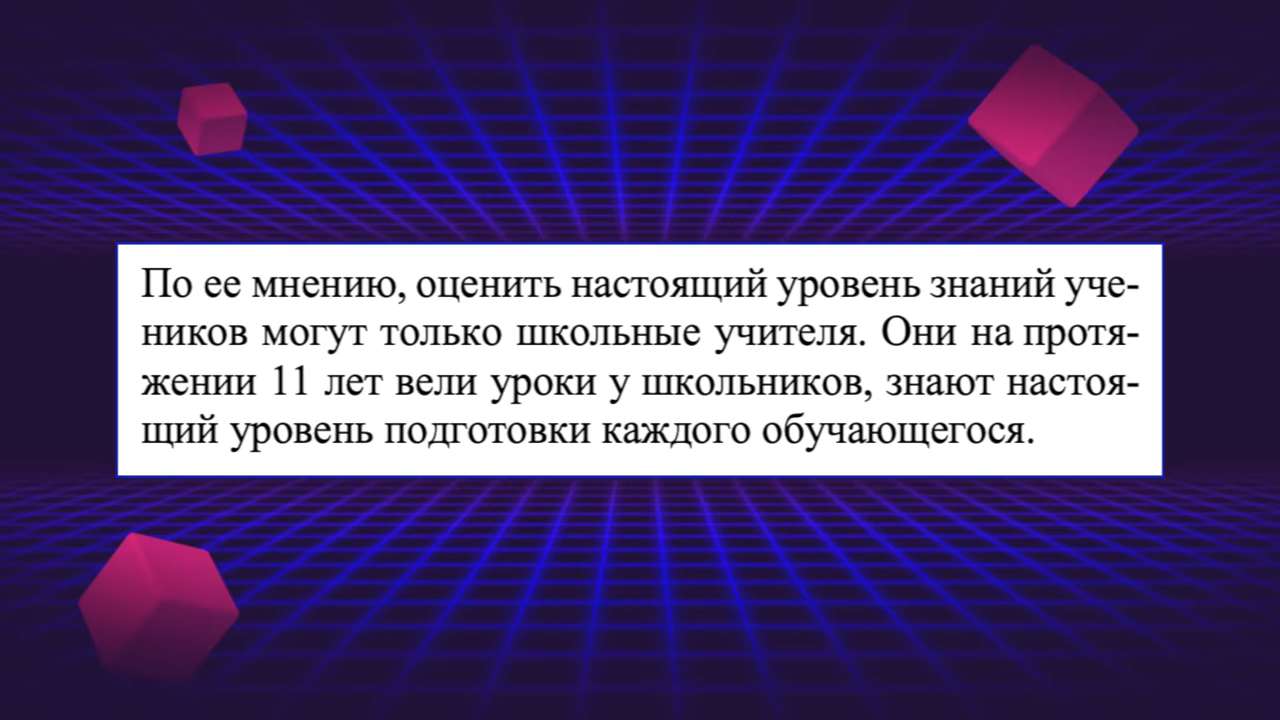 По ее мнению, оценить настоящий уровень знаний уче-
ников могут только школьные учителя. Они на протя-
жении 11 лет вели уроки у школьников, знают настоя-
щий уровень подготовки каждого обучающегося.